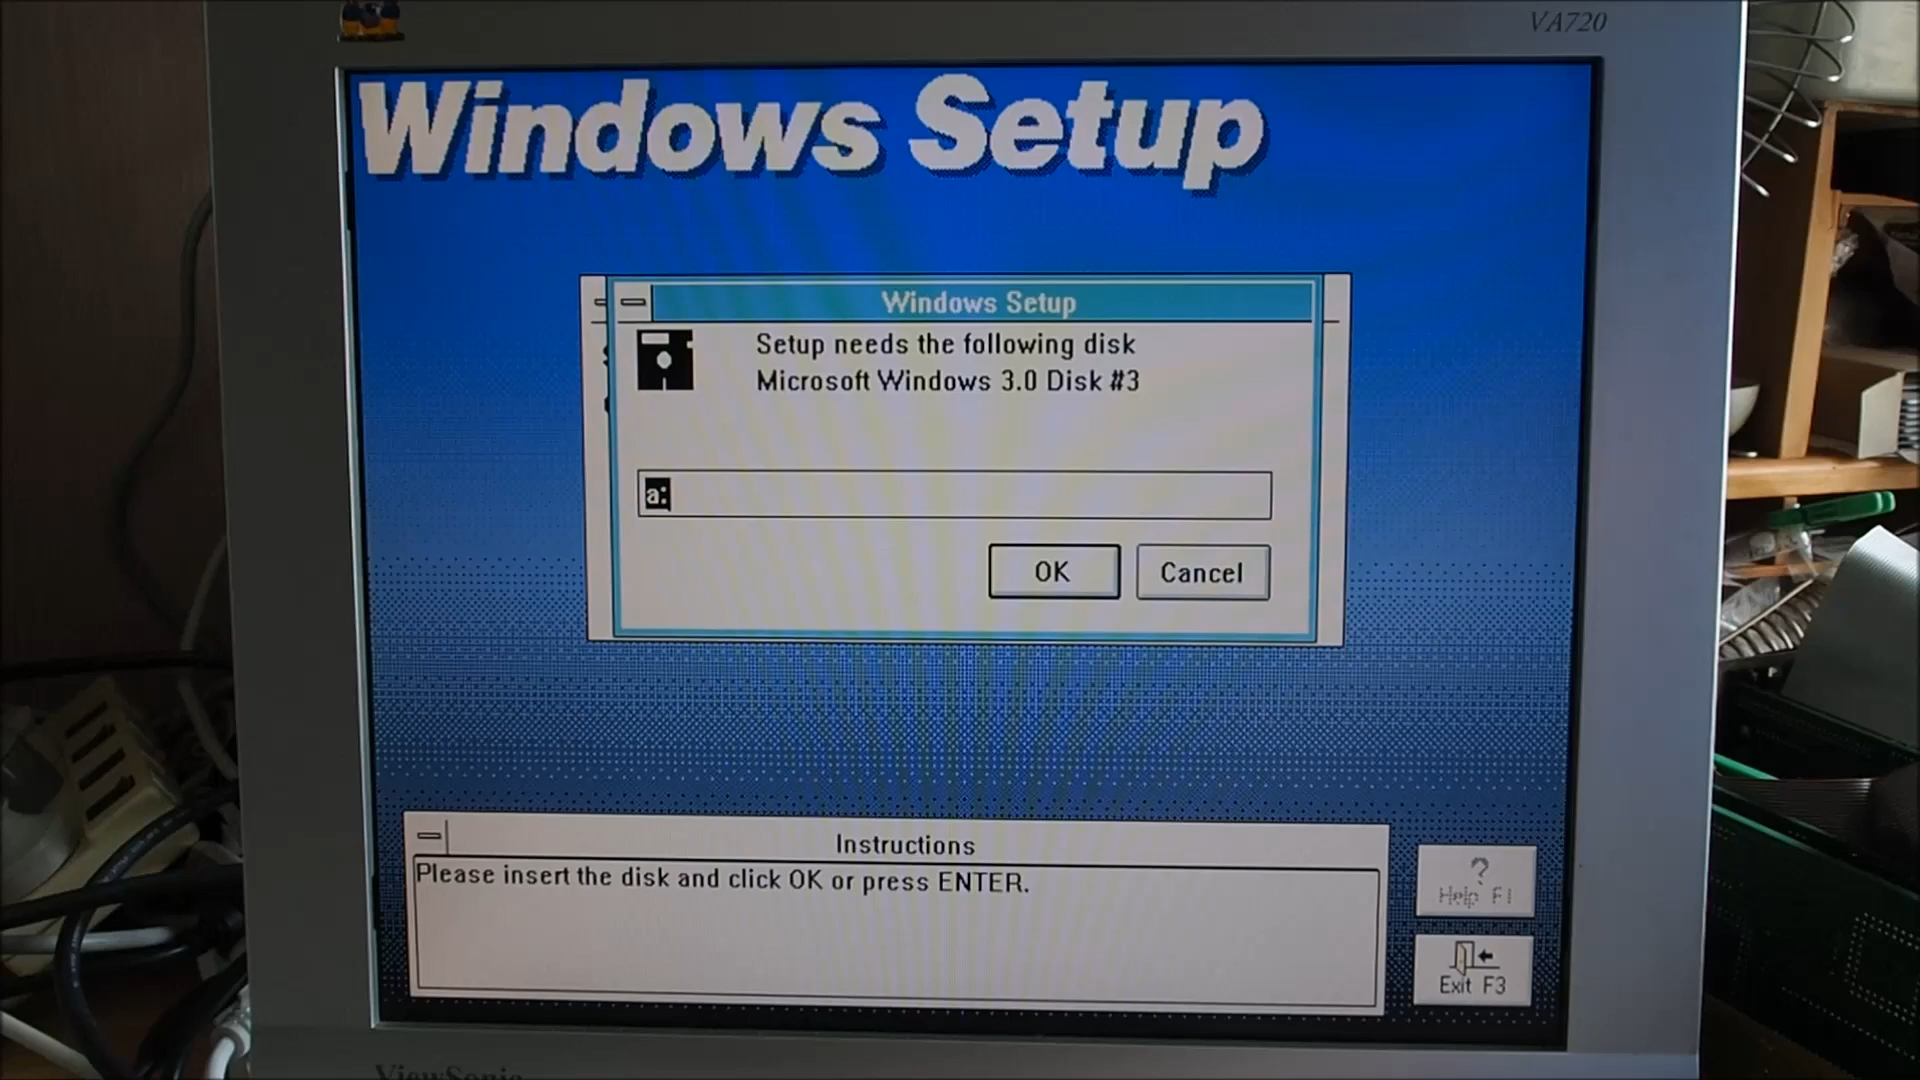 VA720
Windows Setup
Windows Setup
Setup needs the following disk
Microsoft Windows 3.0 Disk #3
a:
OK
Cancel
Instructions
Please insert the disk and click OK or press ENTER.
?
Help F1
Exit F3
ViewSonic